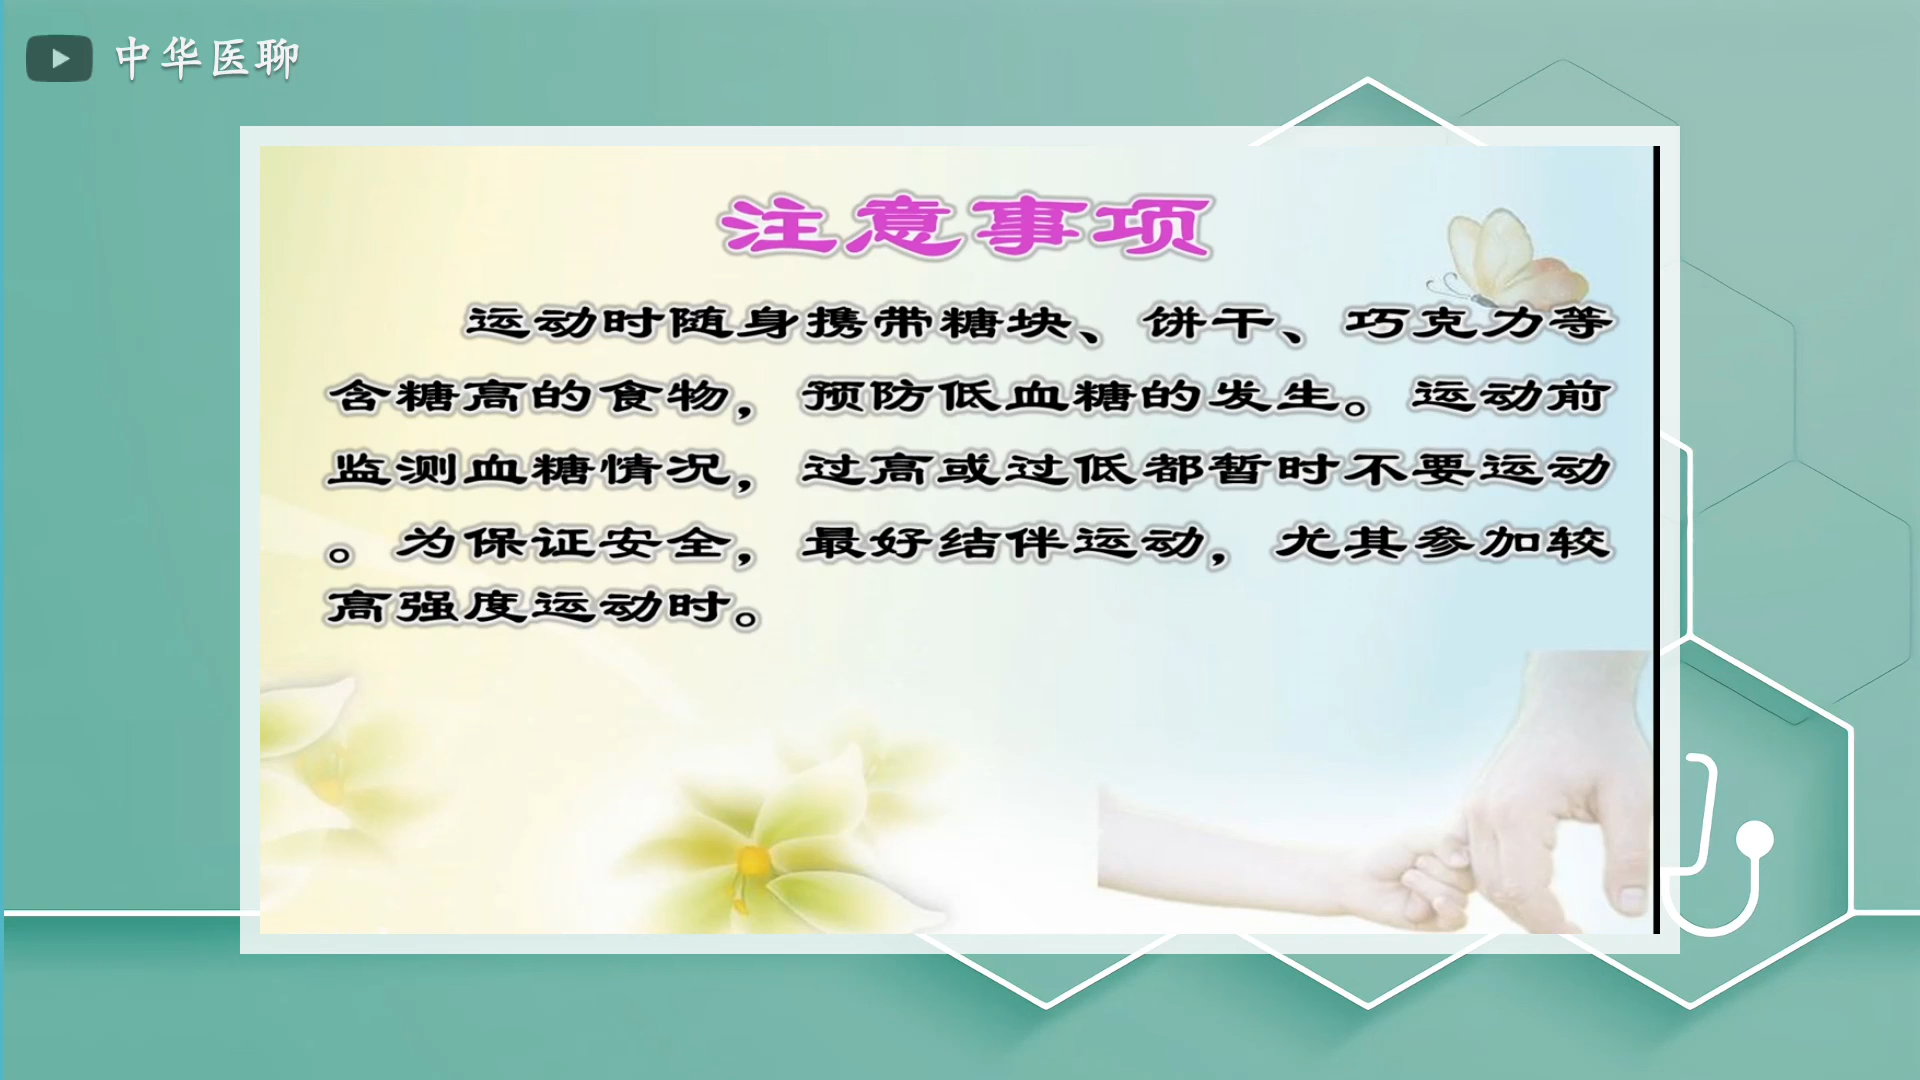 中华医聊
注意事项
运动时随身携带糖块、饼干、巧克力等
含糖高的食物，预防低血糖的发生。运动前
监测血糖情况，过高或过低都暂时不要运动
。为保证安全，最好结伴运动，尤其参加较
高强度运动时。